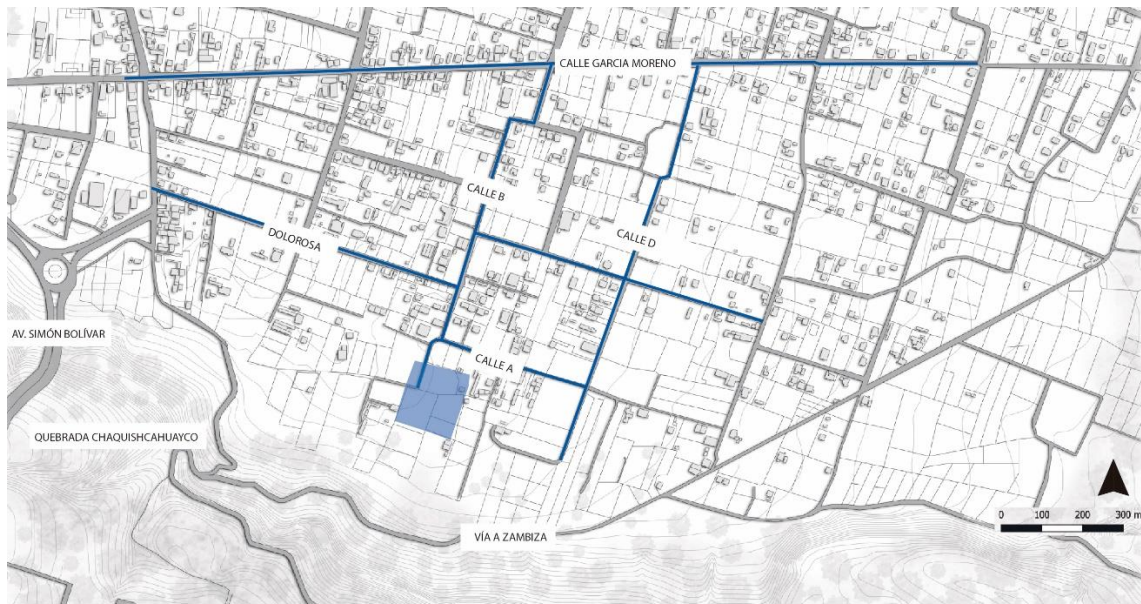 CALLE GARCIA MORENO
CALLE B
DOLOROSA
CALLE D
AV. SIMÓN BOLÍVAR
CALLE A
QUEBRADA CHAQUISHCAHUAYCO
VÍA A ZAMBIZA
0 100 200 300 m